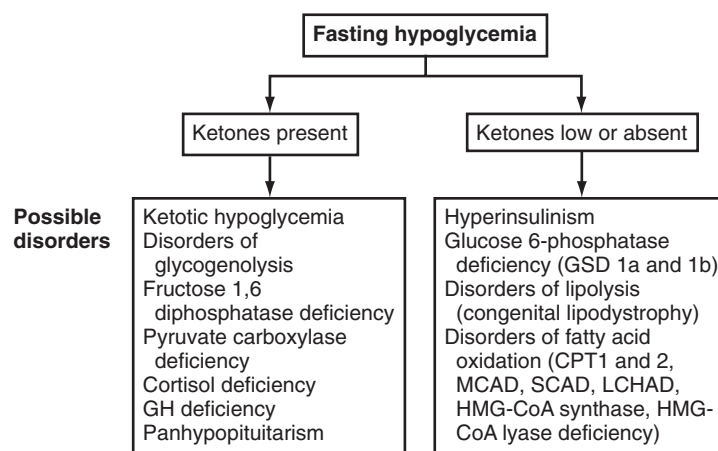 Fasting hypoglycemia
Ketones present
Ketones low or absent
Possible
disorders
Ketotic hypoglycemia
Disorders of
glycogenolysis
Fructose 1,6
diphosphatase deficiency
Pyruvate carboxylase
deficiency
Cortisol deficiency
GH deficiency
Panhypopituitarism
Hyperinsulinism
Glucose 6-phosphatase
deficiency (GSD 1a and 1b)
Disorders of lipolysis
(congenital lipodystrophy)
Disorders of fatty acid
oxidation (CPT1 and 2,
MCAD, SCAD, LCHAD,
HMG-CoA synthase, HMG-
CoA lyase deficiency)